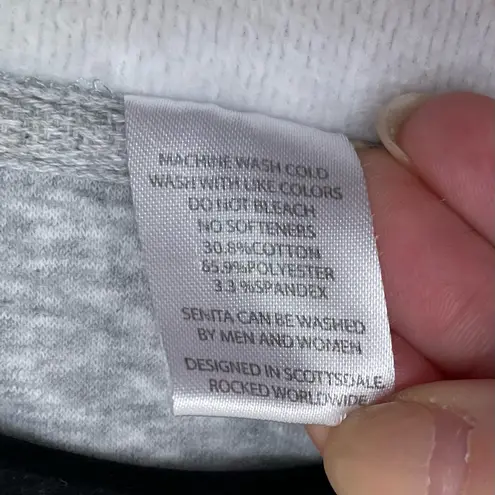 MACHINE WASH COLD
WASH WITH LIKE COLORS
DO NOT BLEACH
NO SOFTENERS
30.8%COTTON
65.9%POLYESTER
3.3 %SPANDEX
SENITA CAN BE WASHED
BY MEN AND WOMEN
DESIGNED IN SCOTTSDALE,
ROCKED WORLDWIDE